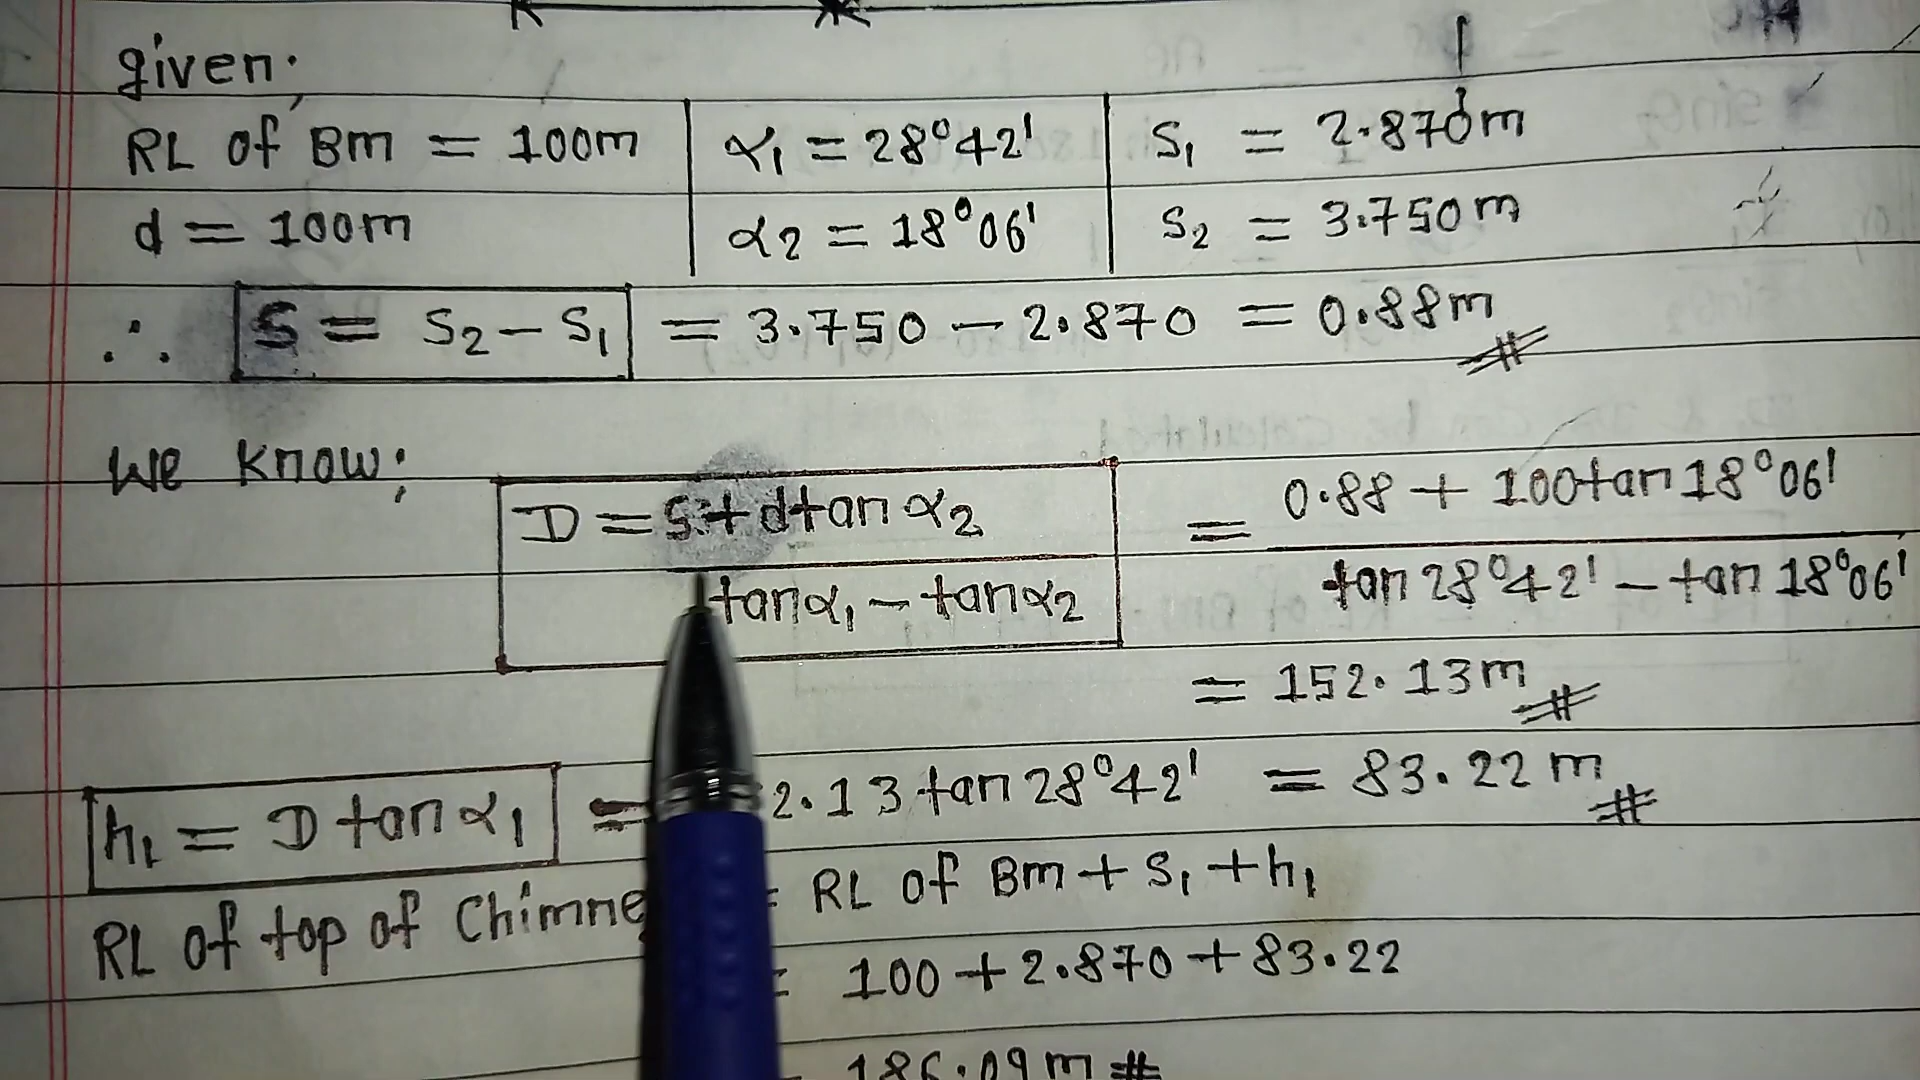 given;
RL of Bm = 100m | α1 = 28°42' | S1 = 2.870m
d = 100m | α2 = 18°06' | S2 = 3.750m
∴ S = S2 – S1 = 3.750 – 2.870 = 0.88m
We know;
D = S + d tan α2 / tan α1 – tan α2 = 0.88 + 100 tan 18°06' / tan 28°42' – tan 18°06'
= 152.13m
h1 = D tan α1 = 2.13 tan 28°42' = 83.22 m
RL of top of Chimne = RL of Bm + S1 + h1
= 100 + 2.870 + 83.22
186.09m